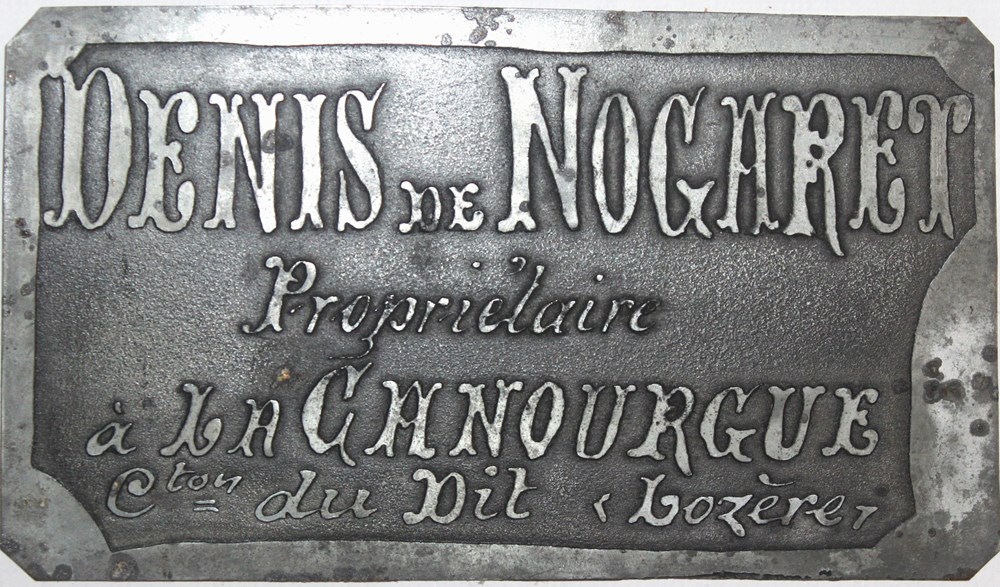 DENIS DE NOGARET
Propriétaire
à LA CANOURGUE
Cton du Dit (Lozère)